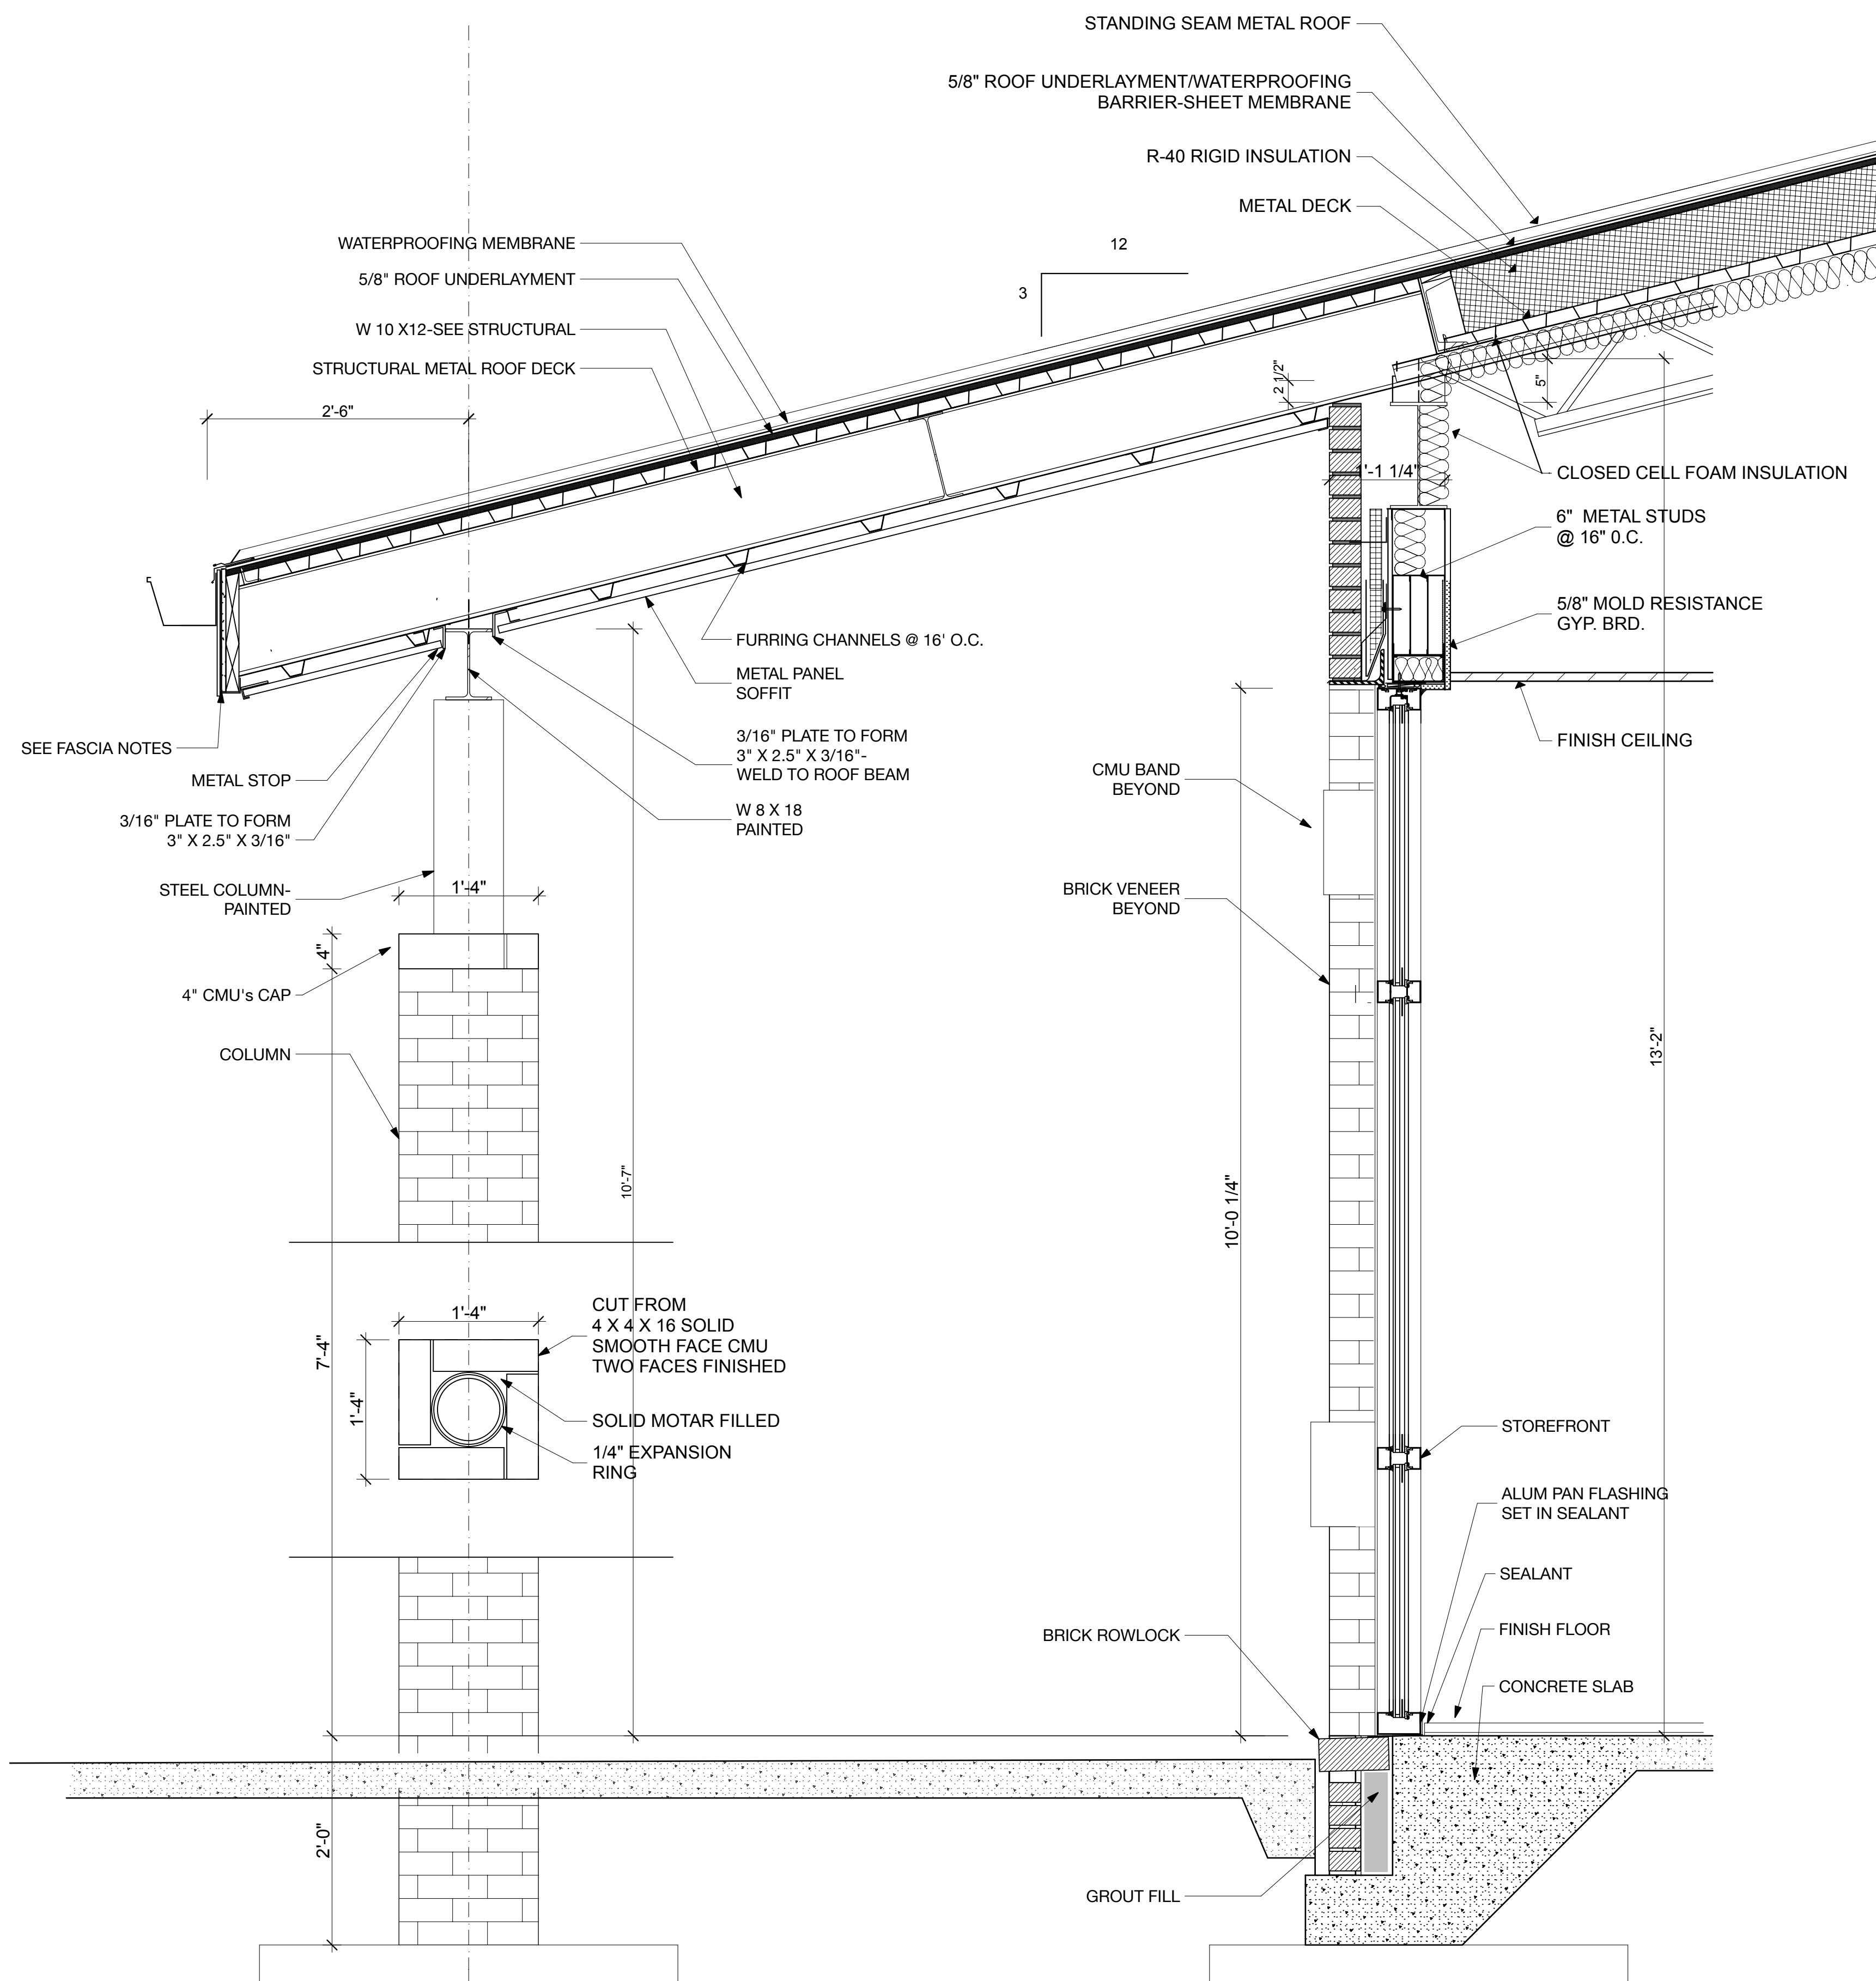 STANDING SEAM METAL ROOF
5/8" ROOF UNDERLAYMENT/WATERPROOFING
BARRIER-SHEET MEMBRANE
R-40 RIGID INSULATION
METAL DECK
12
3
WATERPROOFING MEMBRANE
5/8" ROOF UNDERLAYMENT
W 10 X12-SEE STRUCTURAL
STRUCTURAL METAL ROOF DECK
2'-6"
2 1/2"
5"
1'-1 1/4"
CLOSED CELL FOAM INSULATION
6" METAL STUDS
@ 16" 0.C.
5/8" MOLD RESISTANCE
GYP. BRD.
FURRING CHANNELS @ 16' O.C.
METAL PANEL
SOFFIT
3/16" PLATE TO FORM
3" X 2.5" X 3/16"-
WELD TO ROOF BEAM
W 8 X 18
PAINTED
SEE FASCIA NOTES
METAL STOP
3/16" PLATE TO FORM
3" X 2.5" X 3/16"
STEEL COLUMN-
PAINTED
1'-4"
4"
4" CMU's CAP
COLUMN
FINISH CEILING
CMU BAND
BEYOND
BRICK VENEER
BEYOND
13'-2"
10'-7"
10'-0 1/4"
1'-4"
7'-4"
1'-4"
CUT FROM
4 X 4 X 16 SOLID
SMOOTH FACE CMU
TWO FACES FINISHED
SOLID MOTAR FILLED
1/4" EXPANSION
RING
STOREFRONT
ALUM PAN FLASHING
SET IN SEALANT
SEALANT
FINISH FLOOR
CONCRETE SLAB
BRICK ROWLOCK
2'-0"
GROUT FILL